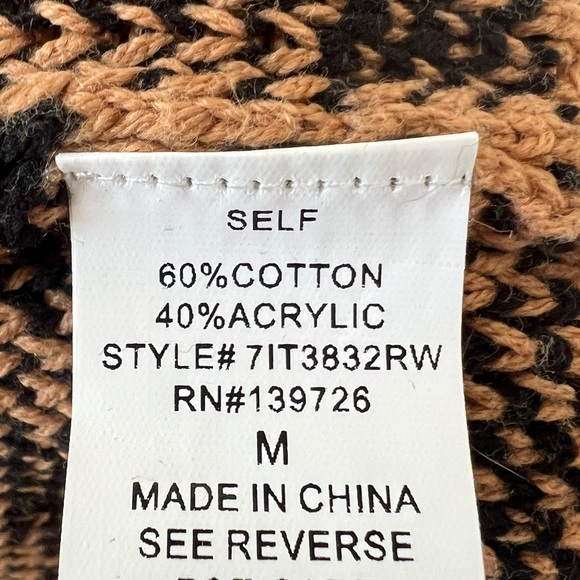 SELF
60%COTTON
40%ACRYLIC
STYLE# 7IT3832RW
RN#139726
M
MADE IN CHINA
SEE REVERSE